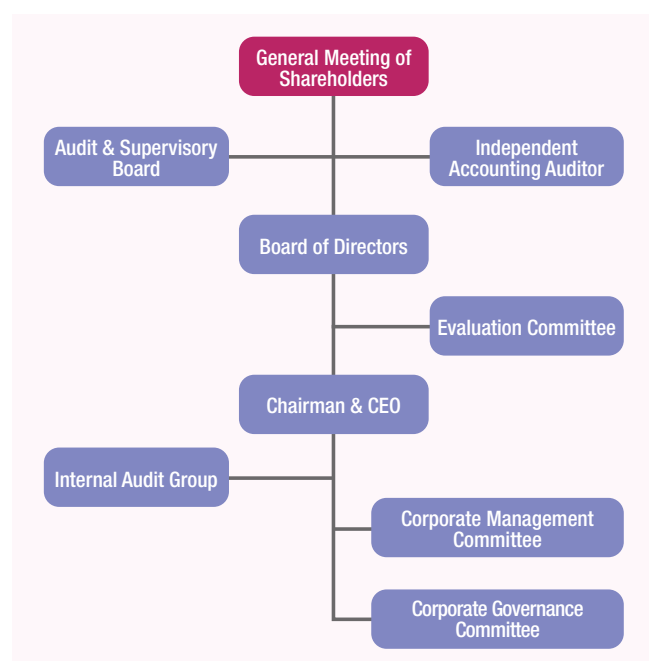 General Meeting of
Shareholders
Audit & Supervisory
Board
Independent
Accounting Auditor
Board of Directors
Evaluation Committee
Chairman & CEO
Internal Audit Group
Corporate Management
Committee
Corporate Governance
Committee